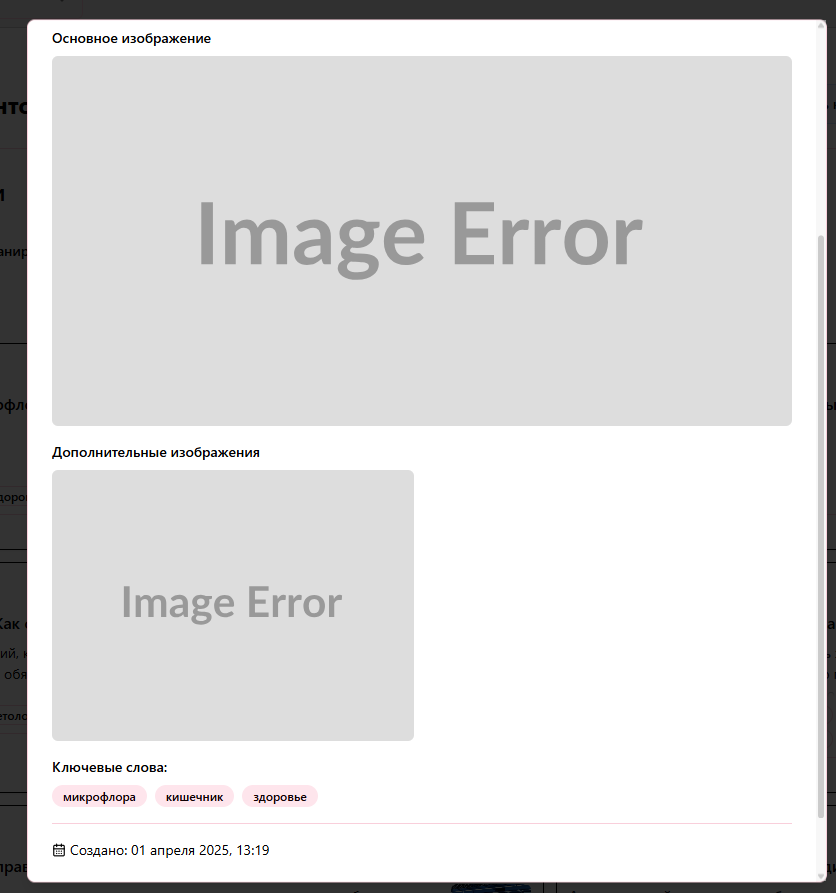 Основное изображение
Image Error
Дополнительные изображения
Image Error
Ключевые слова:
микрофлора
кишечник
здоровье
Создано: 01 апреля 2025, 13:19